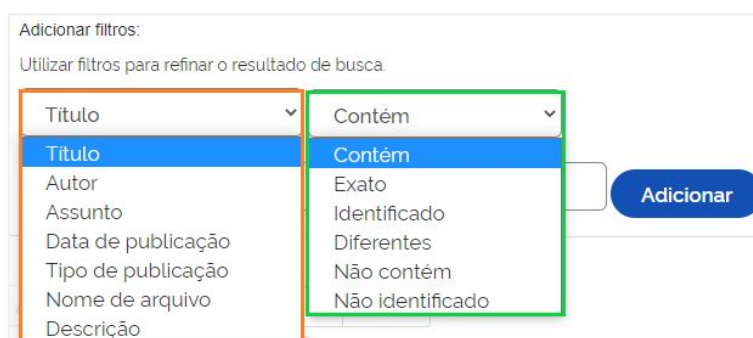 Adicionar filtros:
Utilizar filtros para refinar o resultado de busca.
Título
Contém
Título
Autor
Assunto
Data de publicação
Tipo de publicação
Nome de arquivo
Descrição
Contém
Exato
Identificado
Diferentes
Não contém
Não identificado
Adicionar